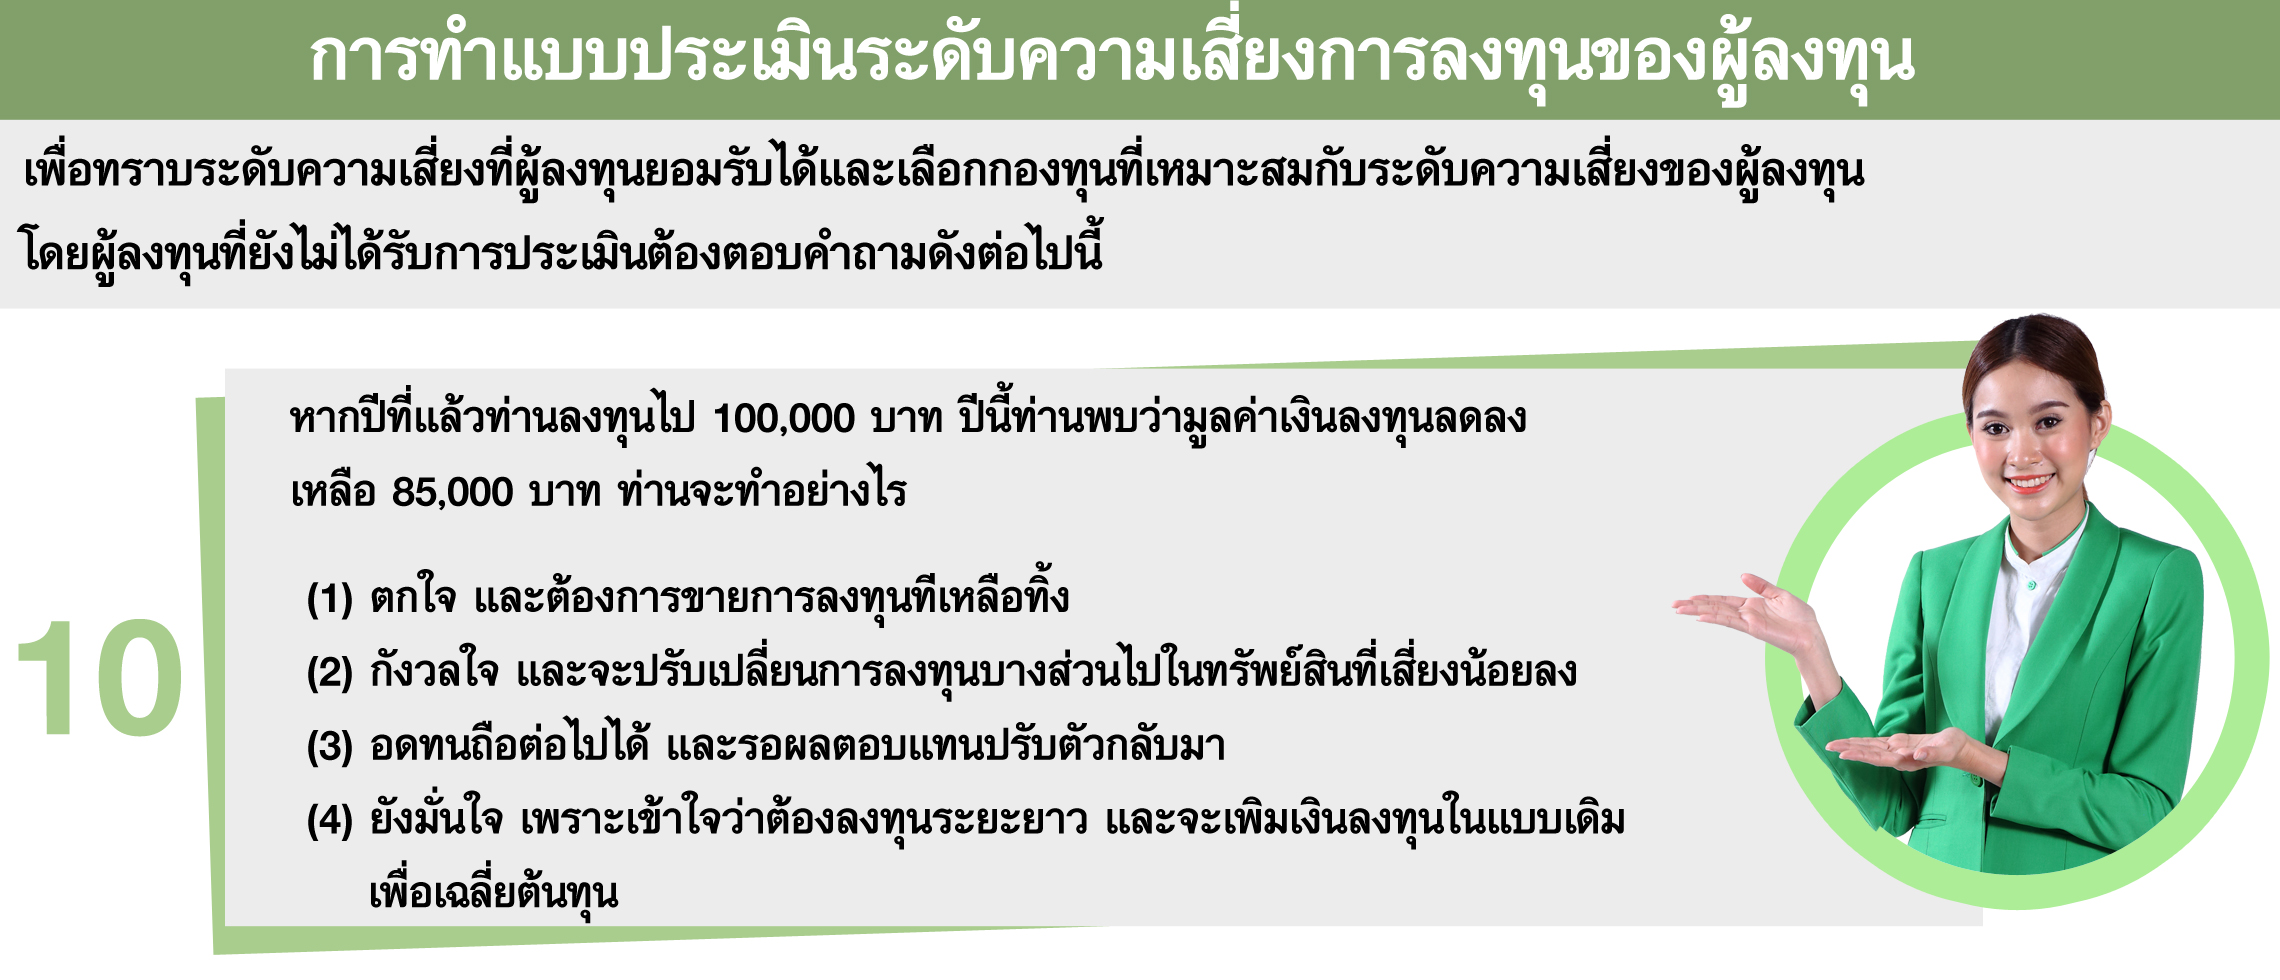 การทำแบบประเมินระดับความเสี่ยงการลงทุนของผู้ลงทุน
เพื่อทราบระดับความเสี่ยงที่ผู้ลงทุนยอมรับได้และเลือกกองทุนที่เหมาะสมกับระดับความเสี่ยงของผู้ลงทุน
โดยผู้ลงทุนที่ยังไม่ได้รับการประเมินต้องตอบคำถามดังต่อไปนี้
10
หากปีที่แล้วท่านลงทุนไป 100,000 บาท ปีนี้ท่านพบว่ามูลค่าเงินลงทุนลดลง
เหลือ 85,000 บาท ท่านจะทำอย่างไร
(1) ตกใจ และต้องการขายการลงทุนทีเหลือทิ้ง
(2) กังวลใจ และจะปรับเปลี่ยนการลงทุนบางส่วนไปในทรัพย์สินที่เสี่ยงน้อยลง
(3) อดทนถือต่อไปได้ และรอผลตอบแทนปรับตัวกลับมา
(4) ยังมั่นใจ เพราะเข้าใจว่าต้องลงทุนระยะยาว และจะเพิมเงินลงทุนในแบบเดิม
เพื่อเฉลี่ยต้นทุน